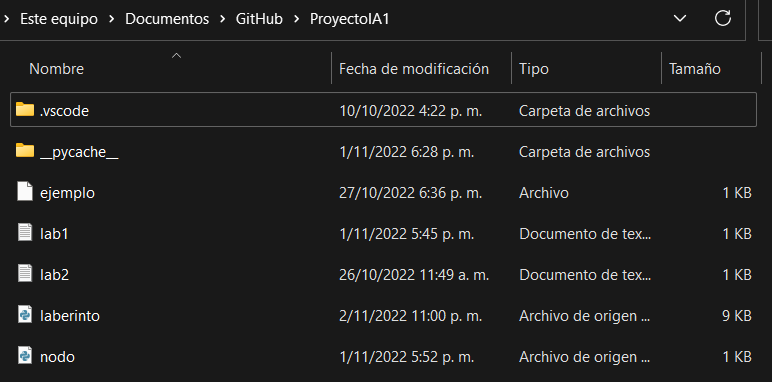 Este equipo > Documentos > GitHub > ProyectoIA1
Nombre Fecha de modificación Tipo Tamaño
.vscode 10/10/2022 4:22 p. m. Carpeta de archivos
__pycache__ 1/11/2022 6:28 p. m. Carpeta de archivos
ejemplo 27/10/2022 6:36 p. m. Archivo 1 KB
lab1 1/11/2022 5:45 p. m. Documento de tex... 1 KB
lab2 26/10/2022 11:49 a. m. Documento de tex... 1 KB
laberinto 2/11/2022 11:00 p. m. Archivo de origen ... 9 KB
nodo 1/11/2022 5:52 p. m. Archivo de origen ... 1 KB